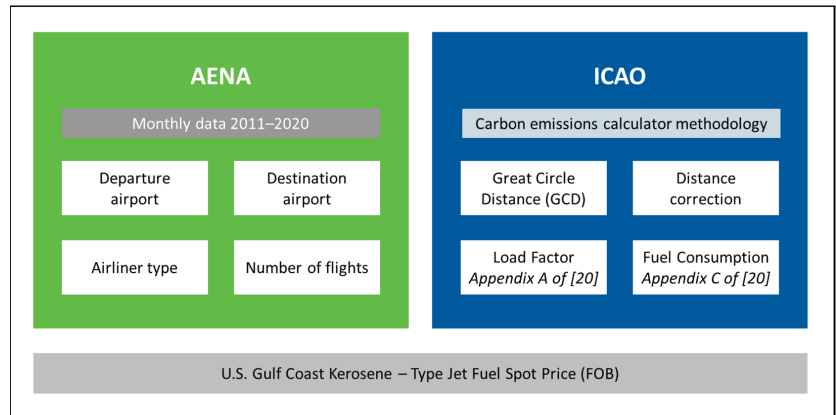 AENA
Monthly data 2011–2020
Departure
airport
Destination
airport
Airliner type
Number of flights
ICAO
Carbon emissions calculator methodology
Great Circle
Distance (GCD)
Distance
correction
Load Factor
Appendix A of [20]
Fuel Consumption
Appendix C of [20]
U.S. Gulf Coast Kerosene – Type Jet Fuel Spot Price (FOB)